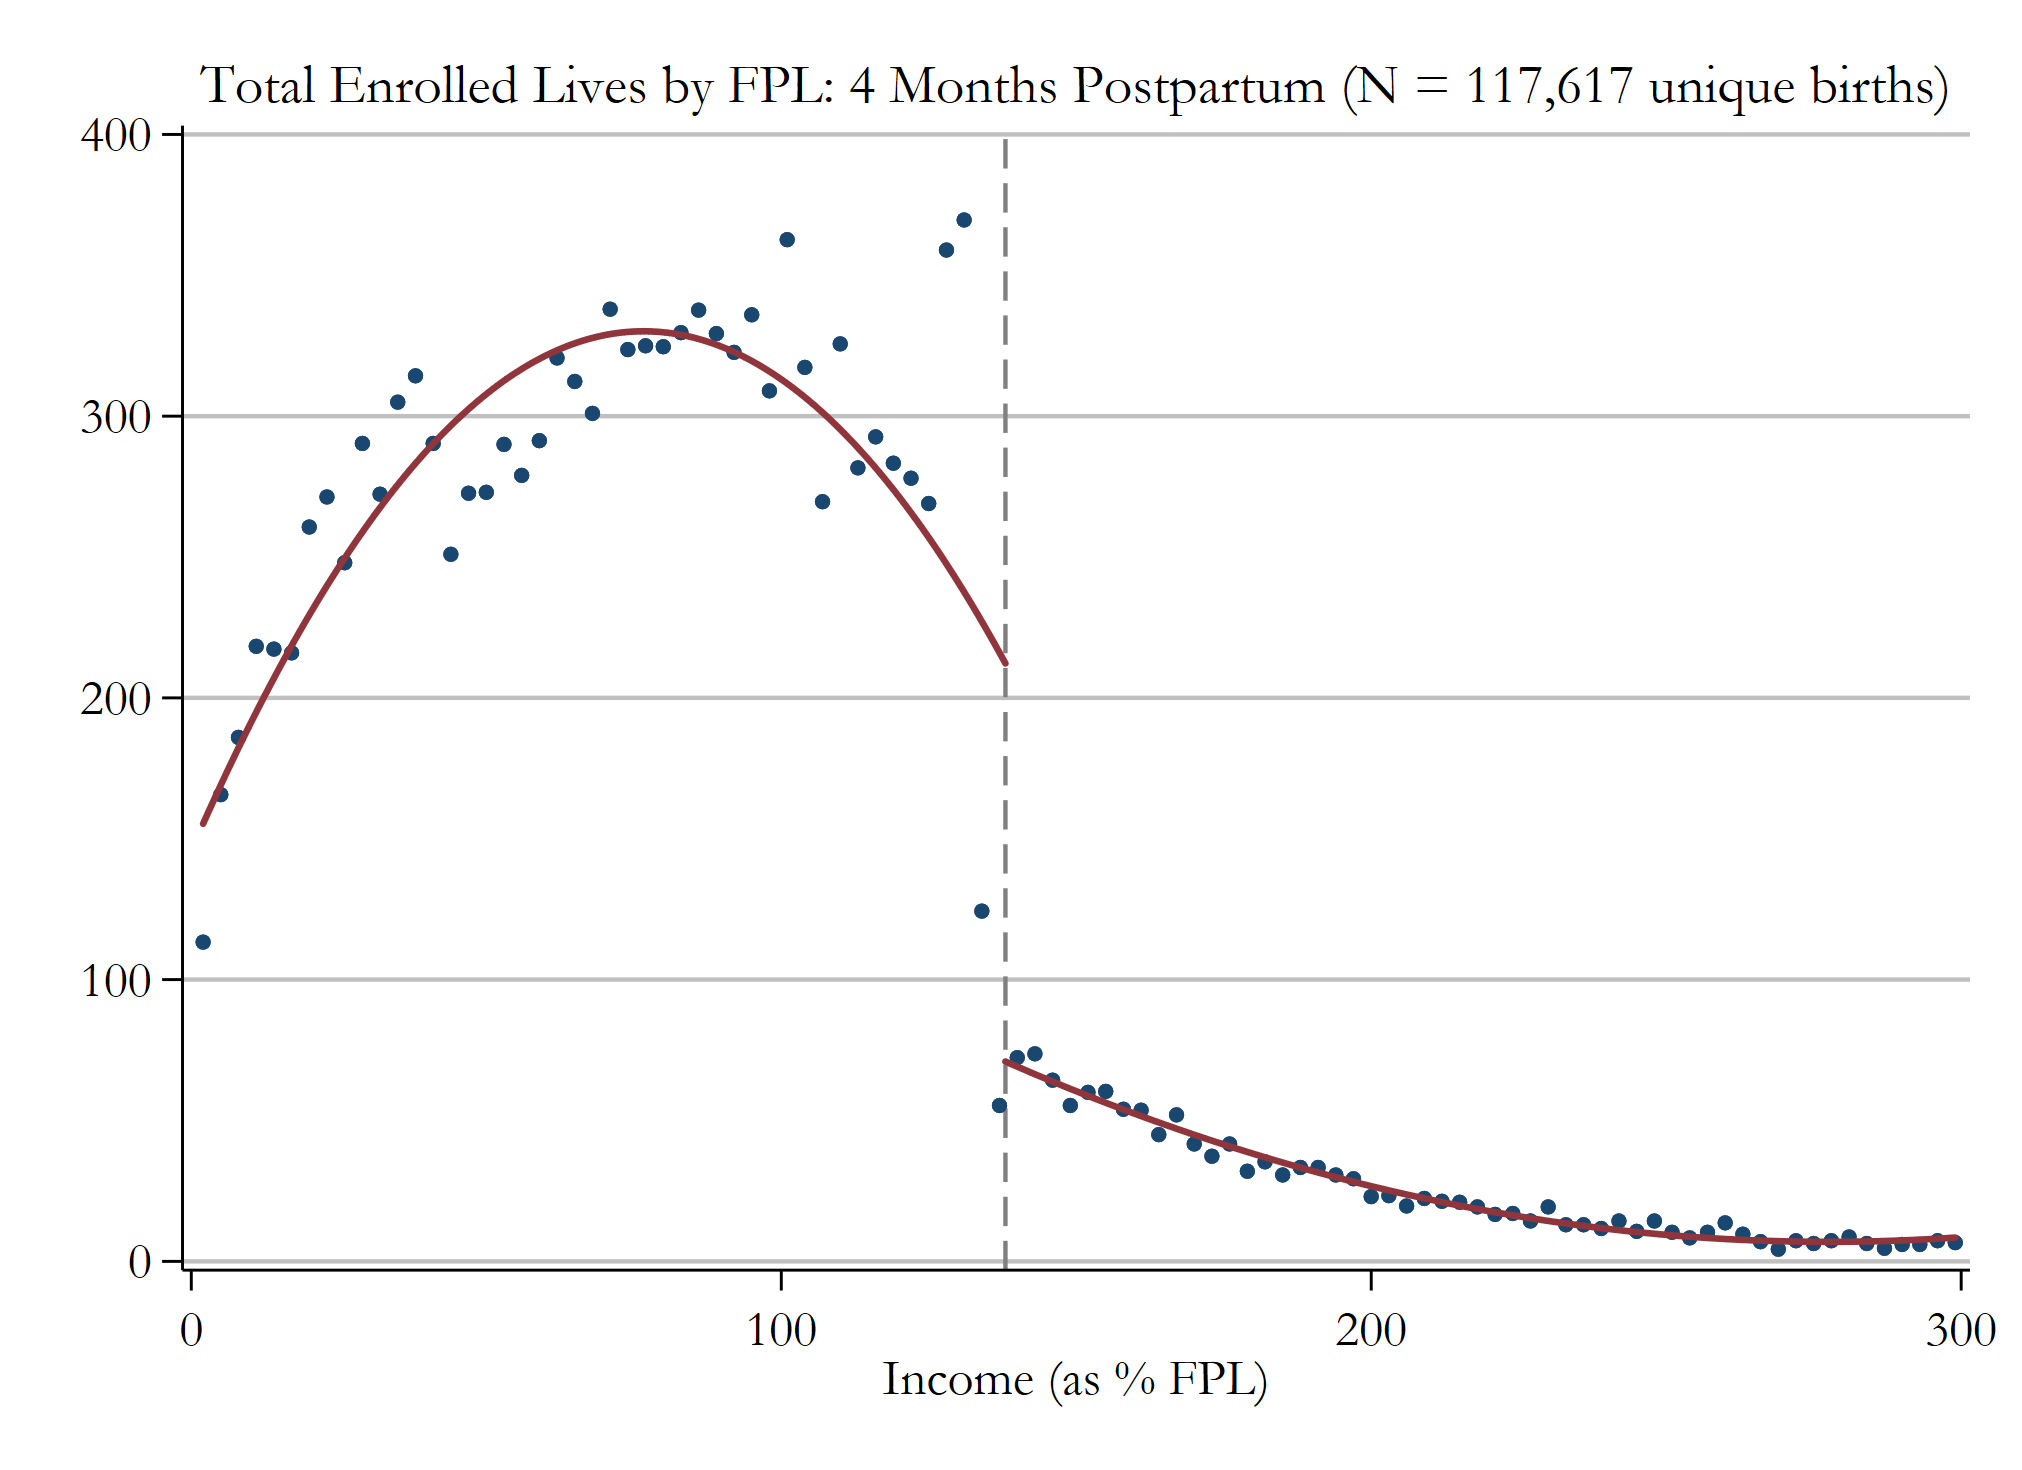 Total Enrolled Lives by FPL: 4 Months Postpartum (N = 117,617 unique births)
400
300
200
100
0
0 100 200 300
Income (as % FPL)